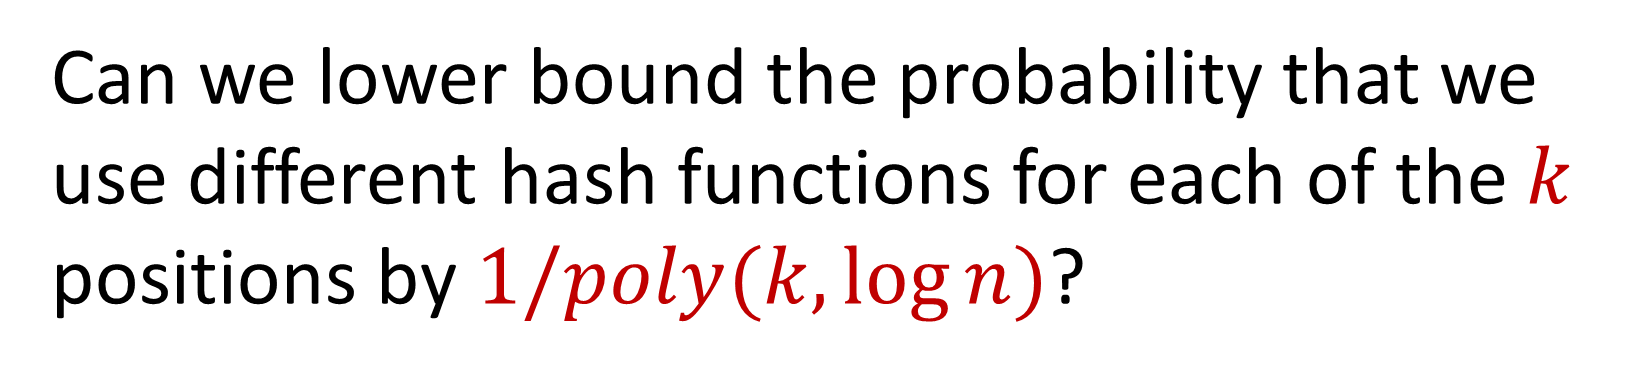 Can we lower bound the probability that we
use different hash functions for each of the k
positions by 1/poly(k, log n)?